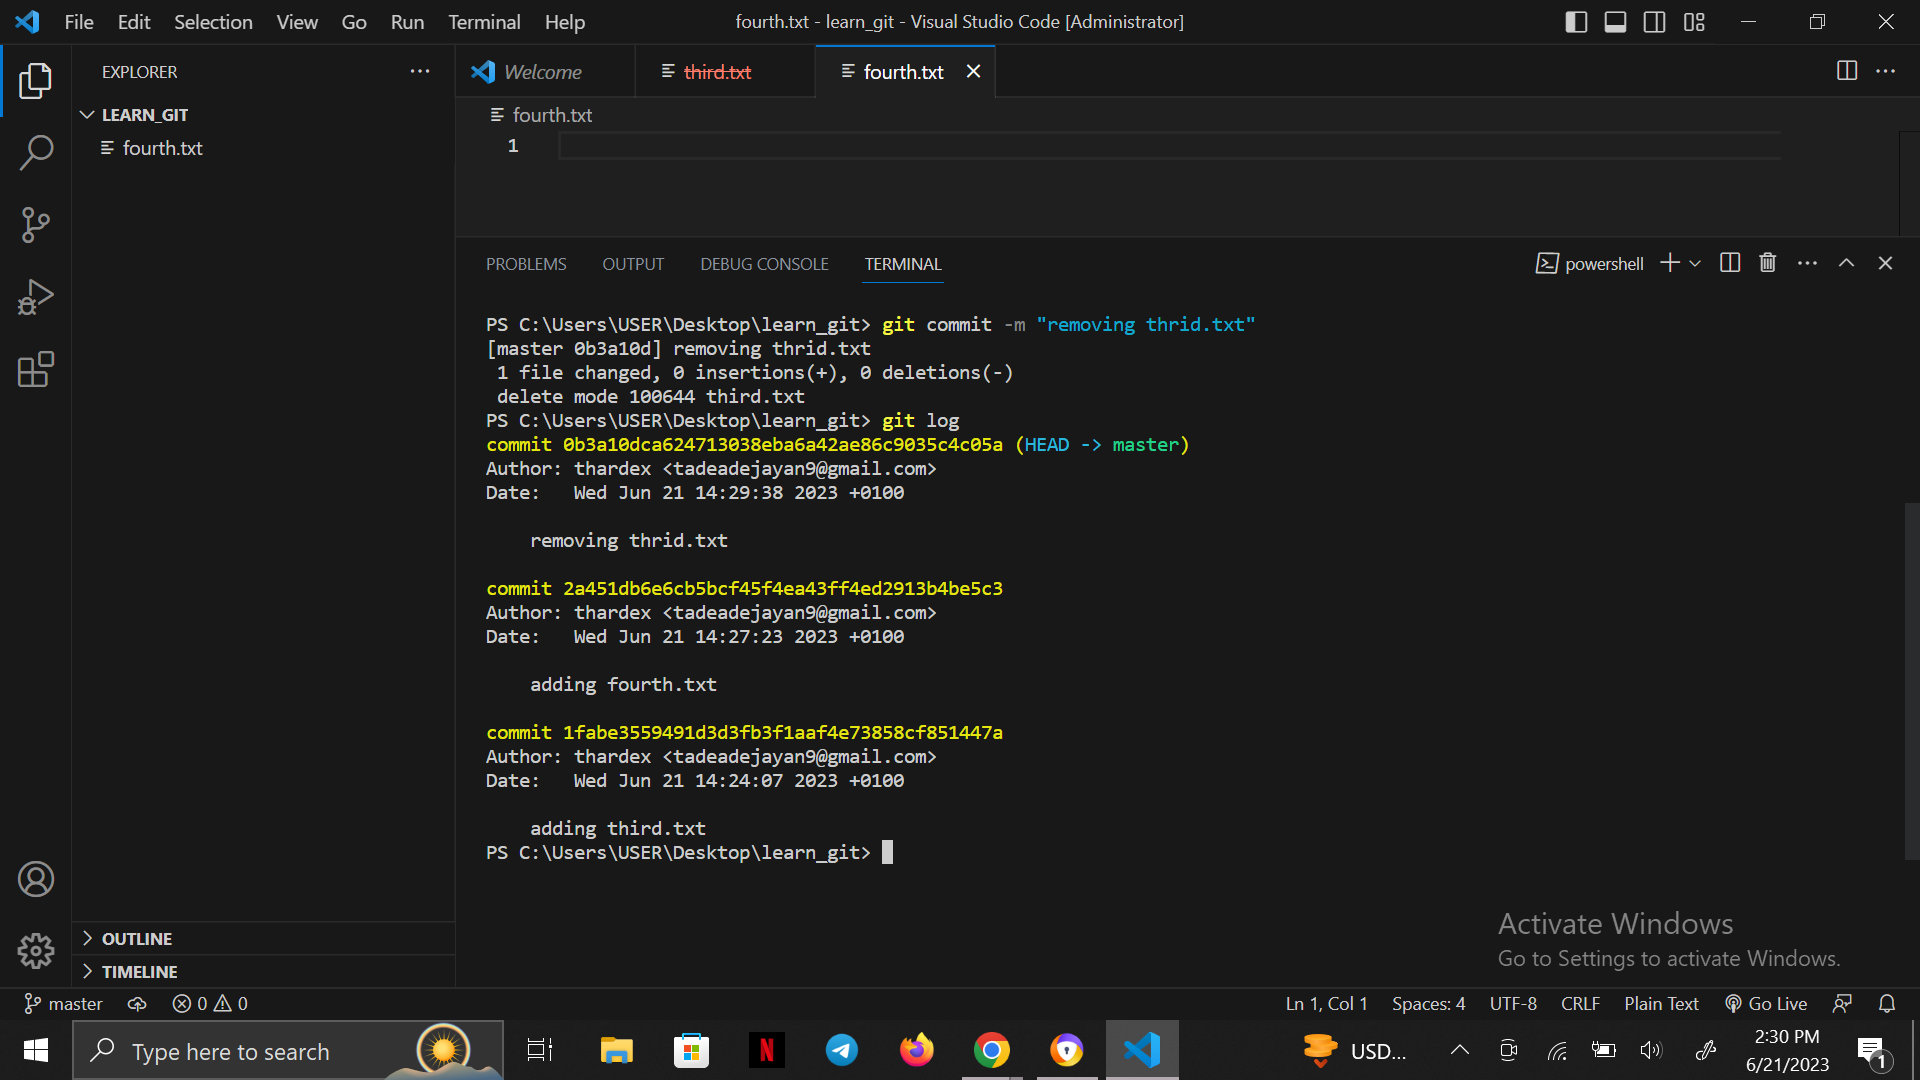 File Edit Selection View Go Run Terminal Help
fourth.txt - learn_git - Visual Studio Code [Administrator]
EXPLORER
LEARN_GIT
fourth.txt
OUTLINE
TIMELINE
Welcome third.txt fourth.txt
fourth.txt
1
PROBLEMS OUTPUT DEBUG CONSOLE TERMINAL
powershell
PS C:\Users\USER\Desktop\learn_git> git commit -m "removing thrid.txt"
[master 0b3a10d] removing thrid.txt
1 file changed, 0 insertions(+), 0 deletions(-)
delete mode 100644 third.txt
PS C:\Users\USER\Desktop\learn_git> git log
commit 0b3a10dca624713038eba6a42ae86c9035c4c05a (HEAD -> master)
Author: thardex <tadeadejayan9@gmail.com>
Date:   Wed Jun 21 14:29:38 2023 +0100
removing thrid.txt
commit 2a451db6e6cb5bcf45f4ea43ff4ed2913b4be5c3
Author: thardex <tadeadejayan9@gmail.com>
Date:   Wed Jun 21 14:27:23 2023 +0100
adding fourth.txt
commit 1fabe3559491d3d3fb3f1aaf4e73858cf851447a
Author: thardex <tadeadejayan9@gmail.com>
Date:   Wed Jun 21 14:24:07 2023 +0100
adding third.txt
PS C:\Users\USER\Desktop\learn_git>
Activate Windows
Go to Settings to activate Windows.
master 0 0 Ln 1, Col 1 Spaces: 4 UTF-8 CRLF Plain Text Go Live
Type here to search
N
USD...
2:30 PM
6/21/2023
1